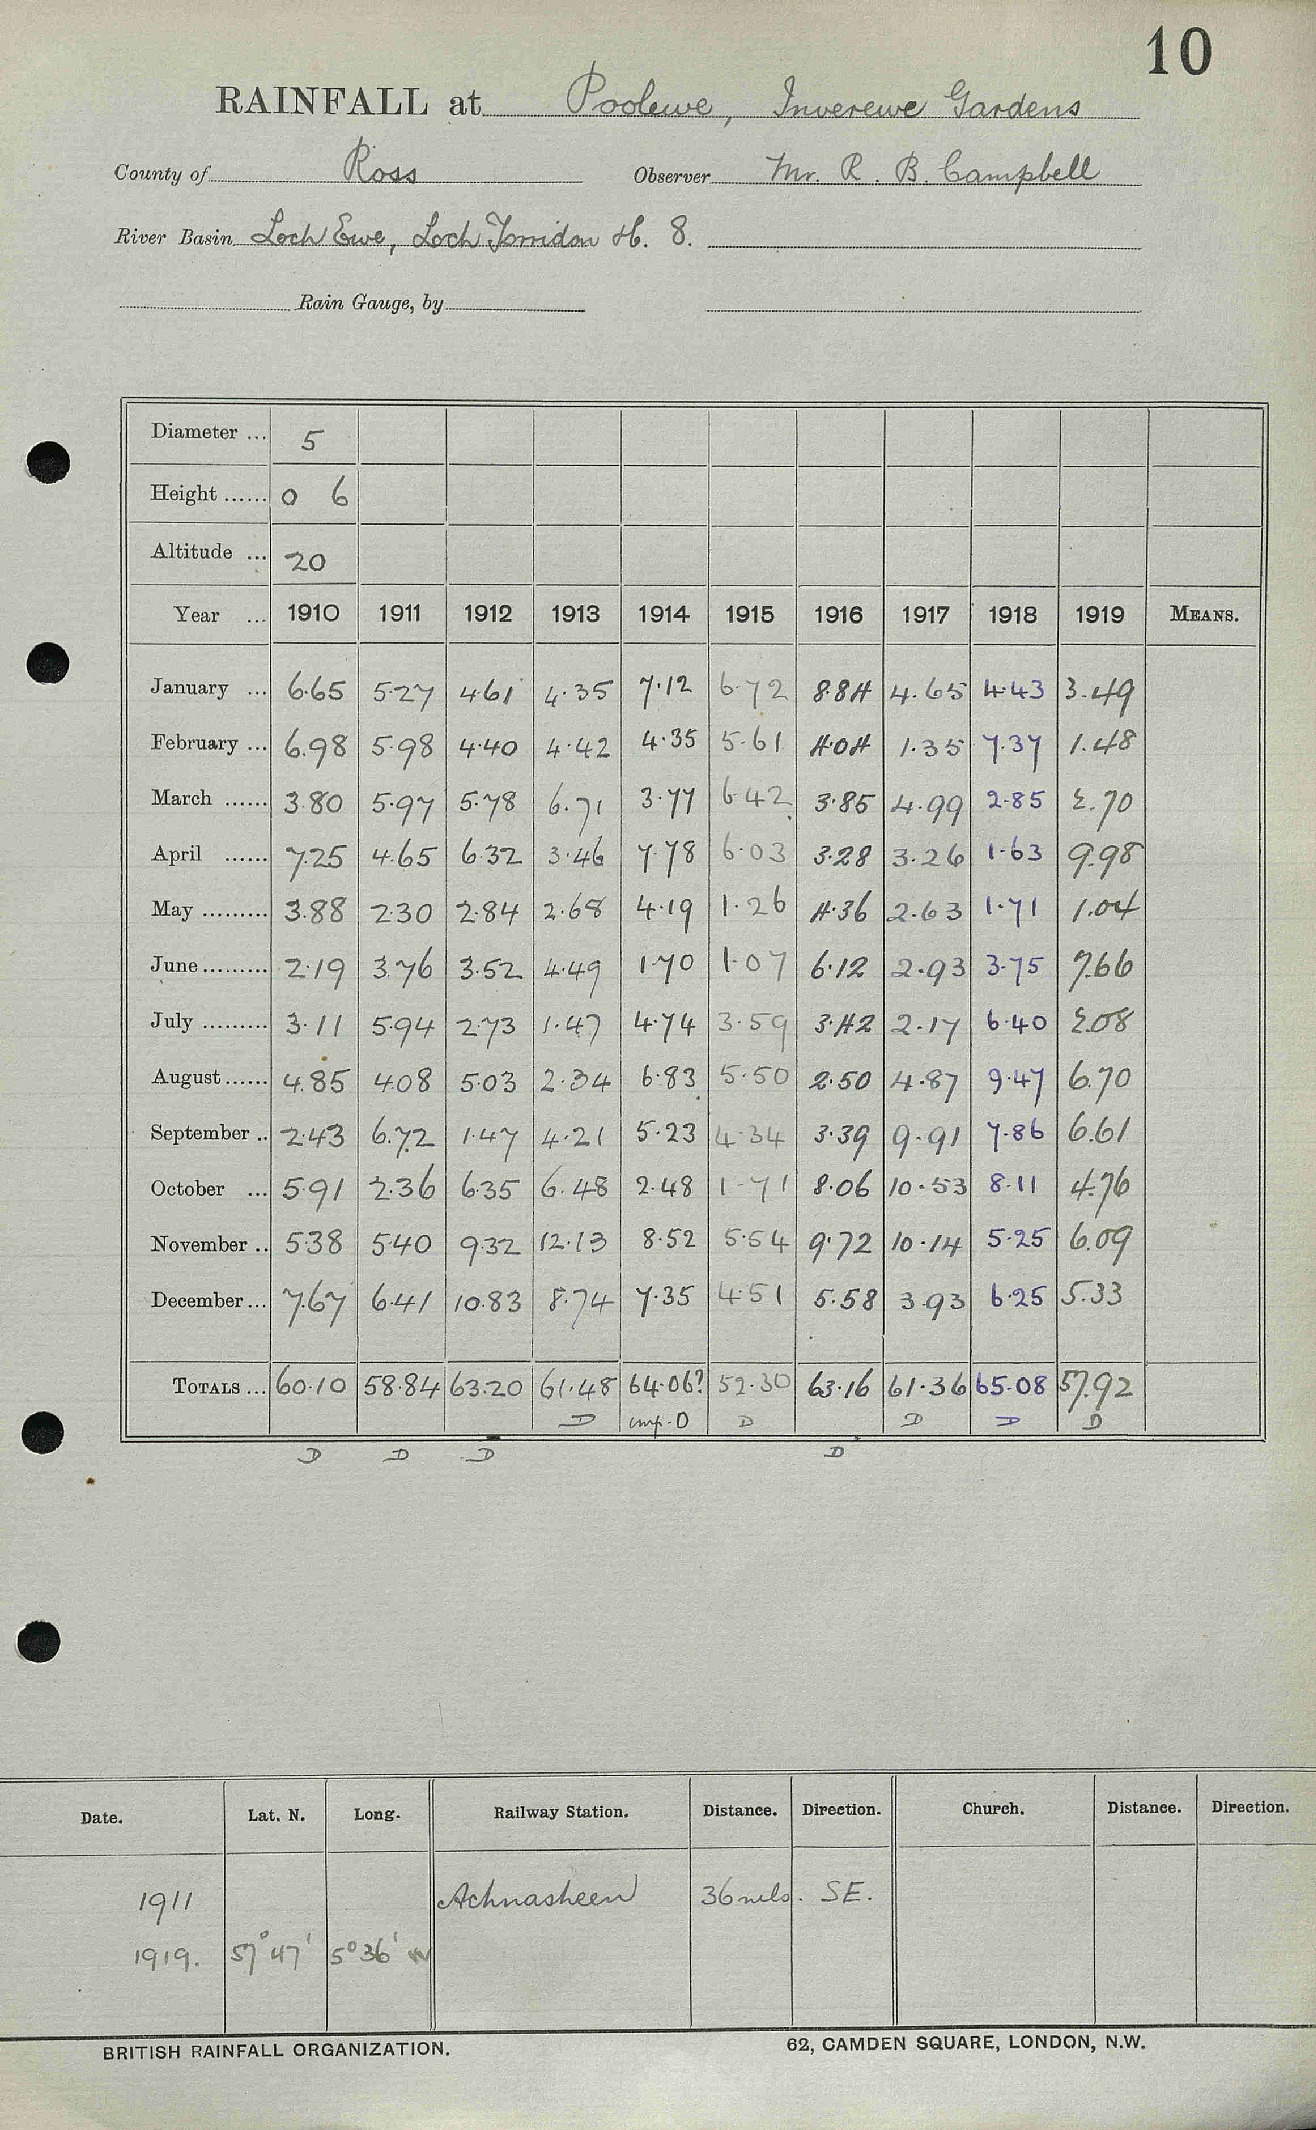 10
RAINFALL at Poolewe, Inverewe Gardens
County of Ross Observer Mr. R. B. Campbell
River Basin Loch Ewe, Loch Torridon H. 8.
Rain Gauge, by
Diameter ... 5
Height ...... 0 6
Altitude ... 20
Year ... 1910 1911 1912 1913 1914 1915 1916 1917 1918 1919 MEANS.
January ... 6.65 5.27 4.61 4.35 7.12 6.72 8.84 4.65 4.43 3.49
February ... 6.98 5.98 4.40 4.42 4.35 5.61 4.04 1.35 7.37 1.48
March ...... 3.80 5.97 5.78 6.71 3.77 6.42 3.85 4.99 2.85 2.70
April ...... 7.25 4.65 6.32 3.46 7.78 6.03 3.28 3.26 1.63 9.98
May ......... 3.88 2.30 2.84 2.68 4.19 1.26 4.36 2.63 1.71 1.04
June ......... 2.19 3.76 3.52 4.49 1.70 1.07 6.12 2.93 3.75 7.66
July ......... 3.11 5.94 2.73 1.47 4.74 3.59 3.42 2.17 6.40 2.08
August ...... 4.85 4.08 5.03 2.34 6.83 5.50 2.50 4.87 9.47 6.70
September .. 2.43 6.72 1.47 4.21 5.23 4.34 3.39 9.91 7.86 6.61
October ... 5.91 2.36 6.35 6.48 2.48 1.71 8.06 10.53 8.11 4.76
November .. 5.38 5.40 9.32 12.13 8.52 5.54 9.72 10.14 5.25 6.09
December ... 7.67 6.41 10.83 8.74 7.35 4.51 5.58 3.93 6.25 5.33
TOTALS ... 60.10 58.84 63.20 61.48 64.06? 52.30 63.16 61.36 65.08 57.92
D D D D D D
D D D D
Date. Lat. N. Long. Railway Station. Distance. Direction. Church. Distance. Direction.
1911 Achnasheen 36 mls. SE.
1919. 57° 47' 5° 36' W
BRITISH RAINFALL ORGANIZATION. 62, CAMDEN SQUARE, LONDON, N.W.